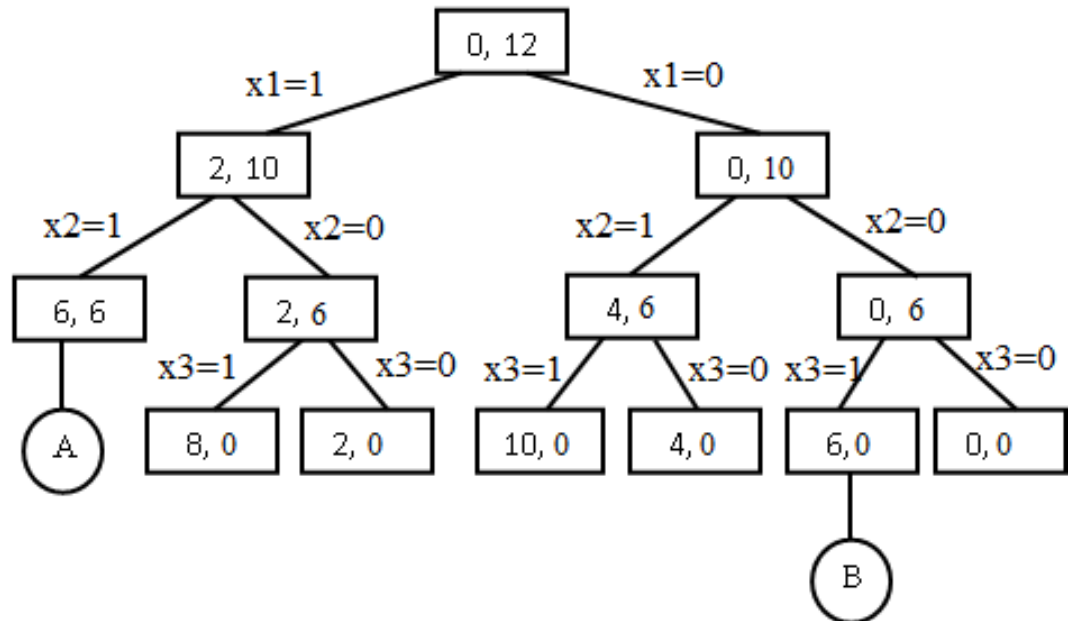 0, 12
x1=1 x1=0
2, 10 0, 10
x2=1 x2=0 x2=1 x2=0
6, 6 2, 6 4, 6 0, 6
x3=1 x3=0 x3=1 x3=0 x3=1 x3=0
A 8, 0 2, 0 10, 0 4, 0 6,0 0, 0
B